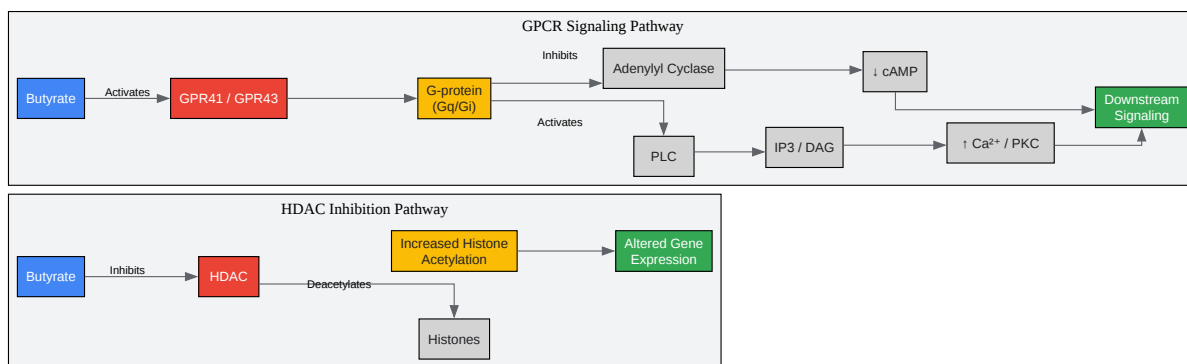 GPCR Signaling Pathway
Inhibits
Adenylyl Cyclase
↓ cAMP
Butyrate
Activates
GPR41 / GPR43
G-protein
(Gq/Gi)
Downstream
Signaling
Activates
PLC
IP3 / DAG
↑ Ca²⁺ / PKC
HDAC Inhibition Pathway
Increased Histone
Acetylation
Altered Gene
Expression
Butyrate
Inhibits
HDAC
Deacetylates
Histones